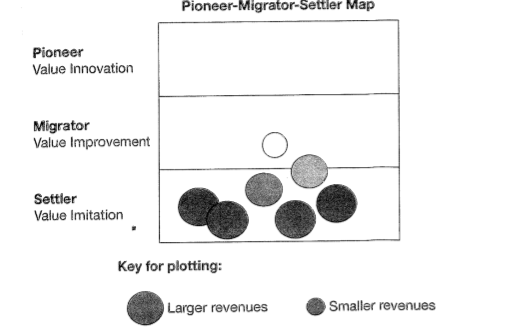 Pioneer-Migrator-Settler Map
Pioneer
Value Innovation
Migrator
Value Improvement
Settler
Value Imitation
Key for plotting:
Larger revenues
Smaller revenues